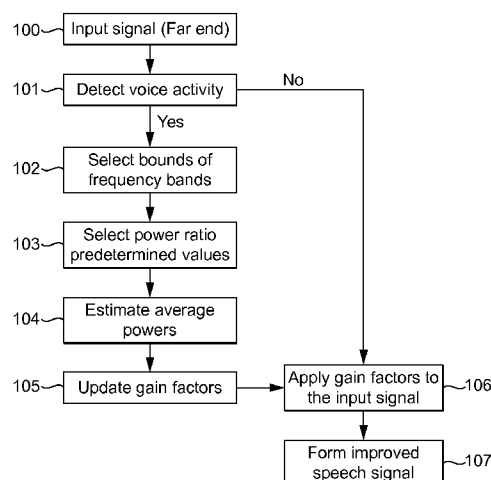 100
Input signal (Far end)
101
Detect voice activity
No
Yes
102
Select bounds of
frequency bands
103
Select power ratio
predetermined values
104
Estimate average
powers
105
Update gain factors
Apply gain factors to
the input signal
106
Form improved
speech signal
107